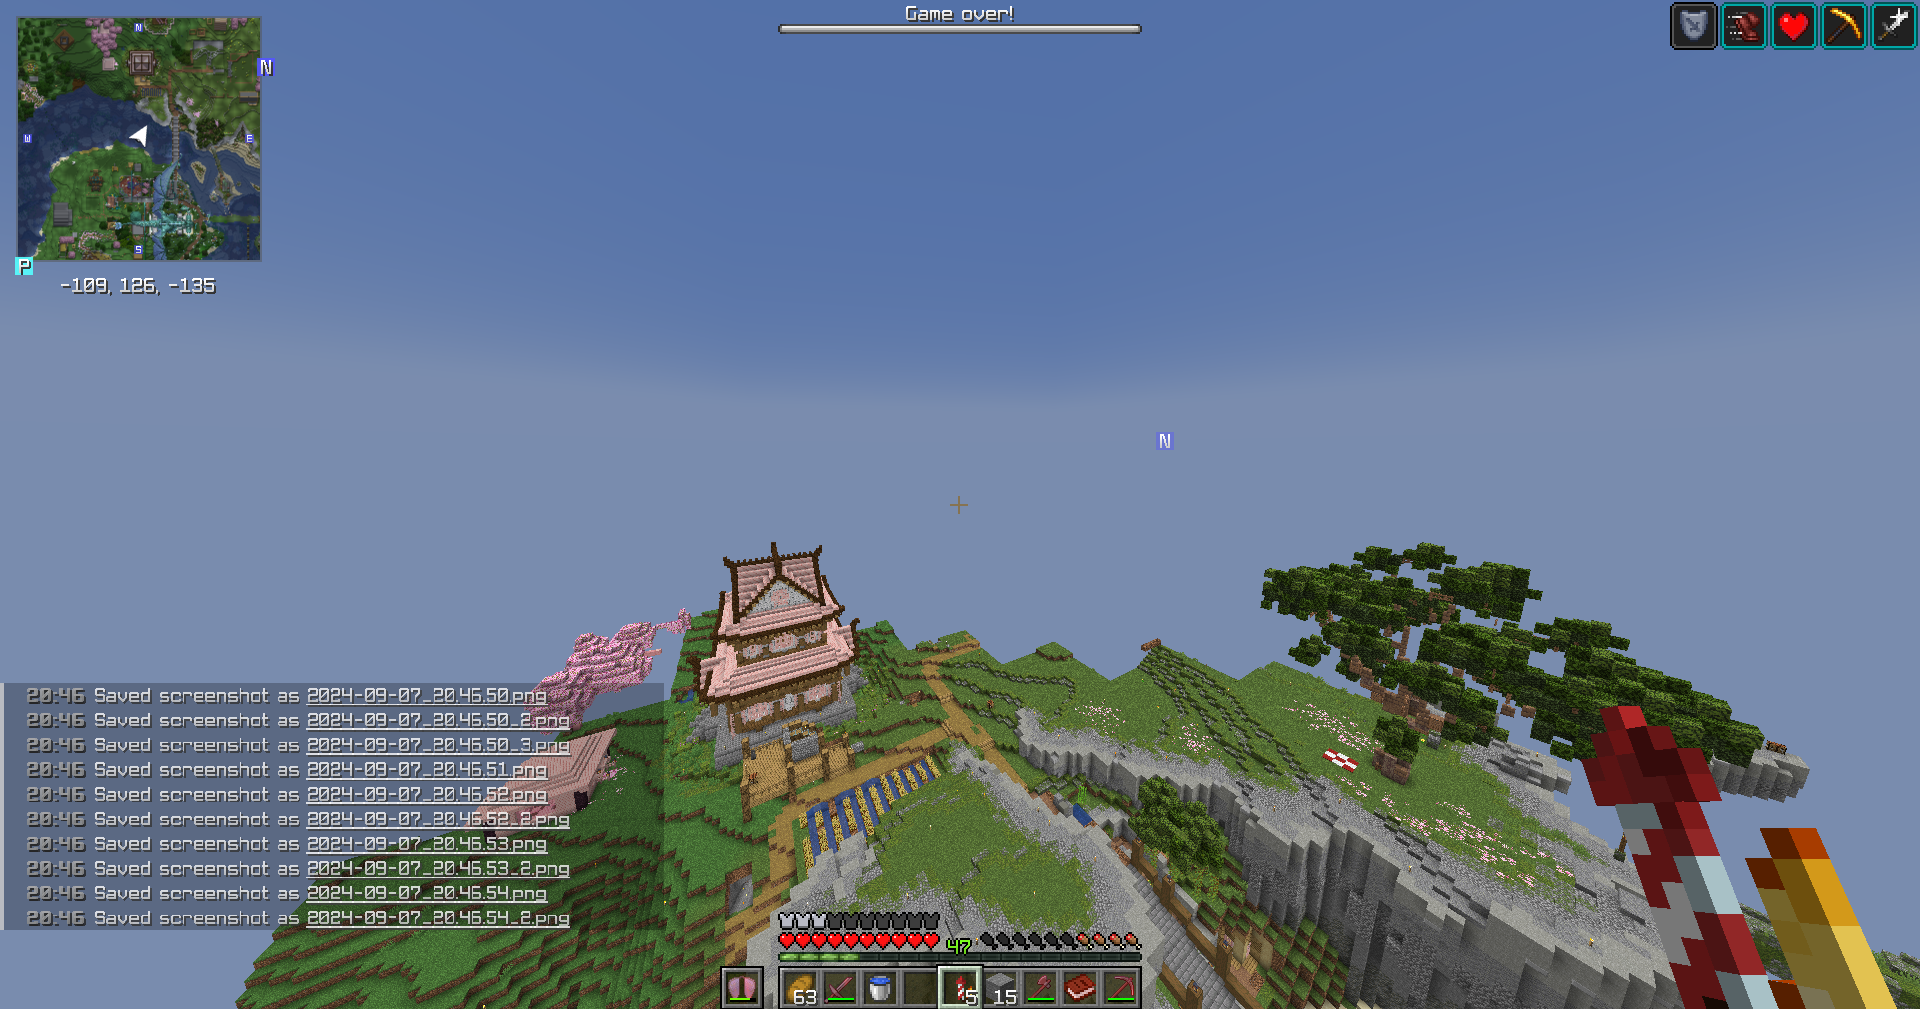 Game over!
N
N
W
E
S
P
-109, 126, -135
N
20:46 Saved screenshot as 2024-09-07_20.46.50.png
20:46 Saved screenshot as 2024-09-07_20.46.50_2.png
20:46 Saved screenshot as 2024-09-07_20.46.50_3.png
20:46 Saved screenshot as 2024-09-07_20.46.51.png
20:46 Saved screenshot as 2024-09-07_20.46.52.png
20:46 Saved screenshot as 2024-09-07_20.46.52_2.png
20:46 Saved screenshot as 2024-09-07_20.46.53.png
20:46 Saved screenshot as 2024-09-07_20.46.53_2.png
20:46 Saved screenshot as 2024-09-07_20.46.54.png
20:46 Saved screenshot as 2024-09-07_20.46.54_2.png
47
63
5
15